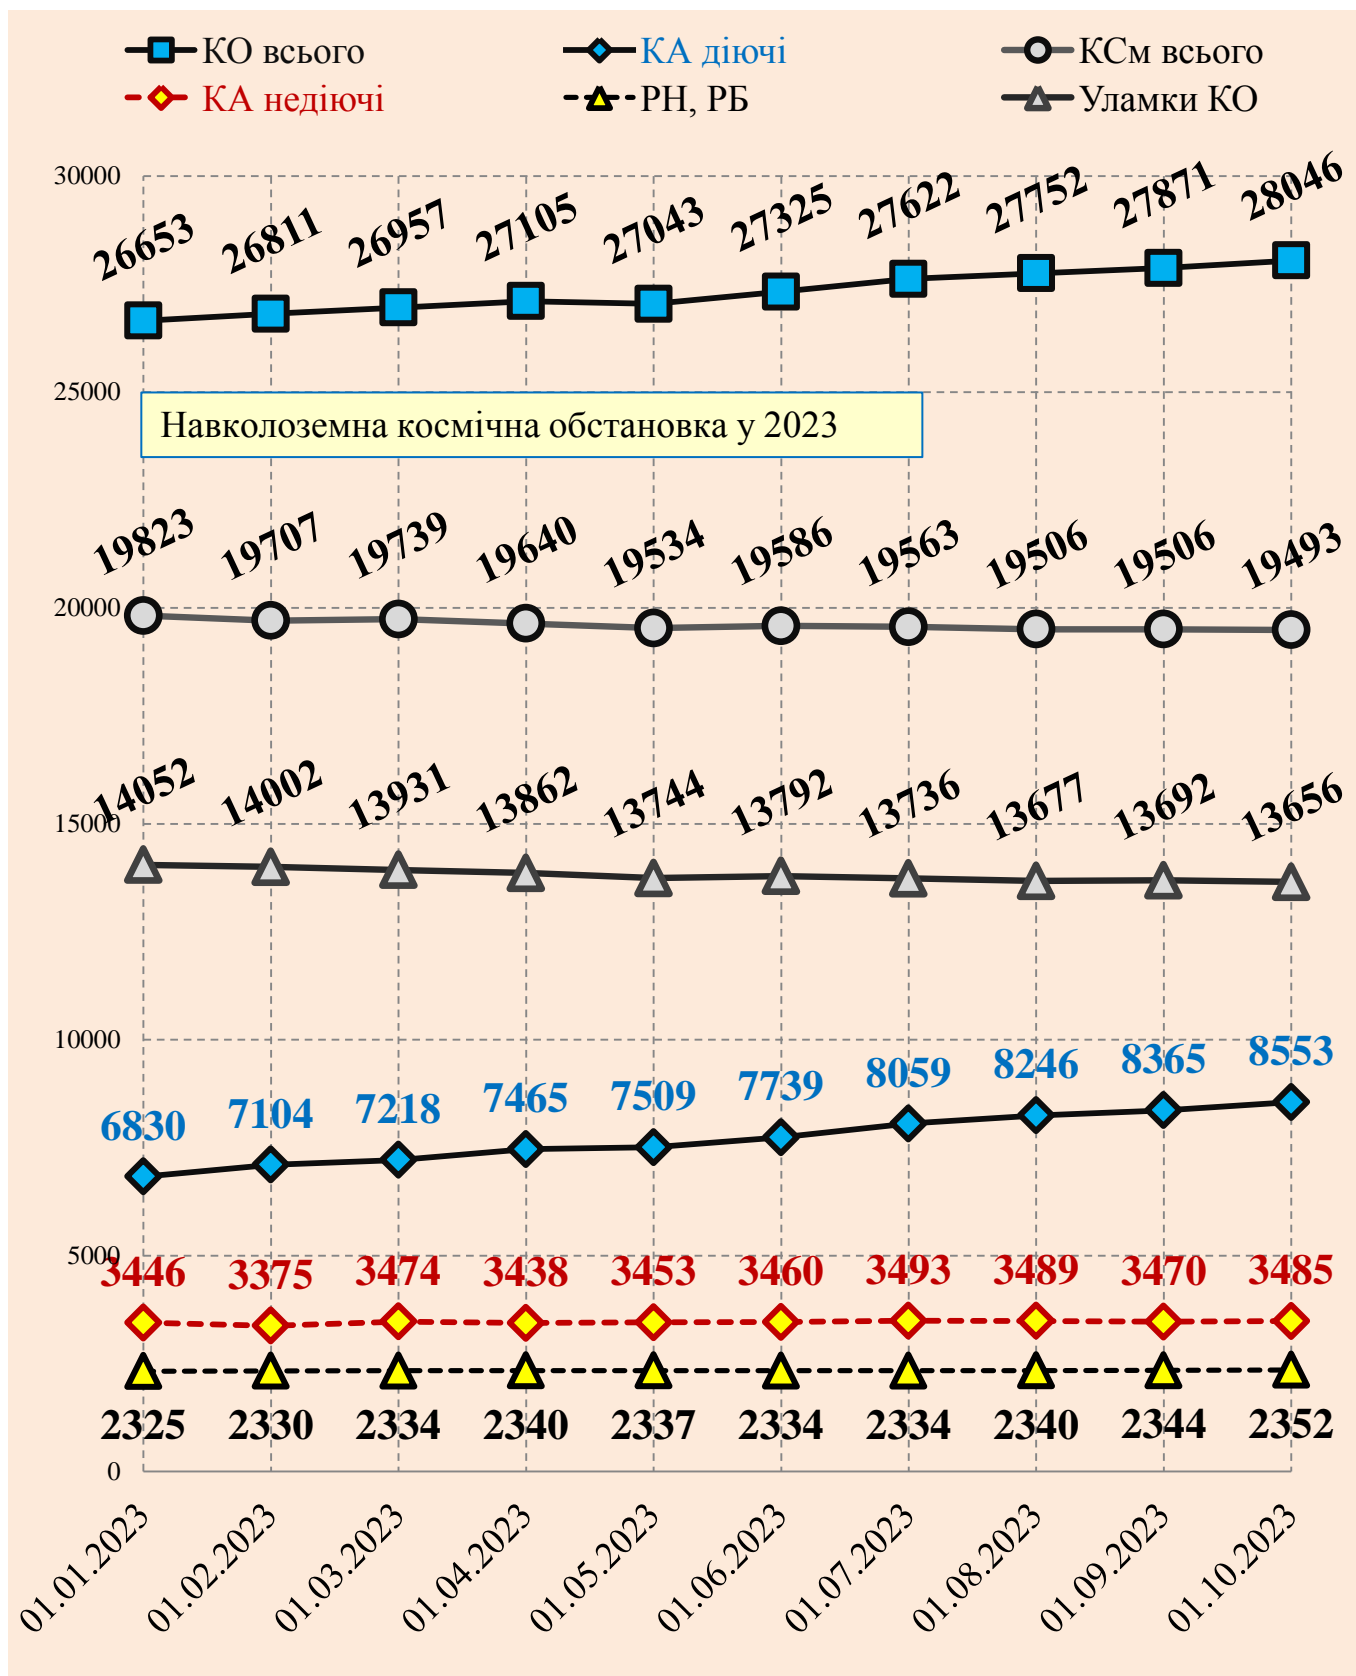 КО всього КА діючі КСм всього
КА недіючі РН, РБ Уламки КО
30000
26653 26811 26957 27105 27043 27325 27622 27752 27871 28046
25000
Навколоземна космічна обстановка у 2023
19823 19707 19739 19640 19534 19586 19563 19506 19506 19493
20000
14052 14002 13931 13862 13744 13792 13736 13677 13692 13656
15000
10000
6830 7104 7218 7465 7509 7739 8059 8246 8365 8553
5000
3446 3375 3474 3438 3453 3460 3493 3489 3470 3485
2325 2330 2334 2340 2337 2334 2334 2340 2344 2352
0
01.01.2023 01.02.2023 01.03.2023 01.04.2023 01.05.2023 01.06.2023 01.07.2023 01.08.2023 01.09.2023 01.10.2023